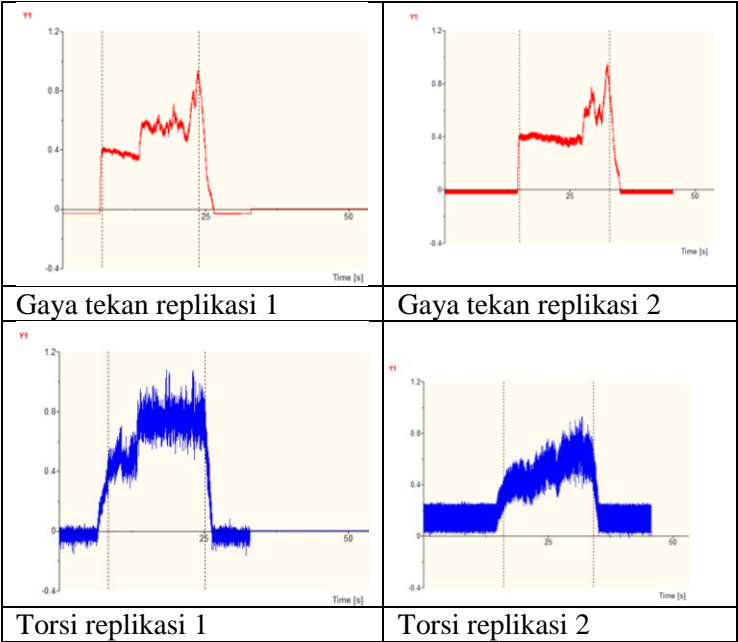 Y1
1.2
0.8
0.4
0
-0.4
25
50
Time [s]
Gaya tekan replikasi 1
Y1
1.2
0.8
0.4
0
-0.4
25
50
Time [s]
Gaya tekan replikasi 2
Y1
1.2
0.8
0.4
0
-0.4
25
50
Time [s]
Torsi replikasi 1
Y1
1.2
0.8
0.4
0
-0.4
25
50
Time [s]
Torsi replikasi 2